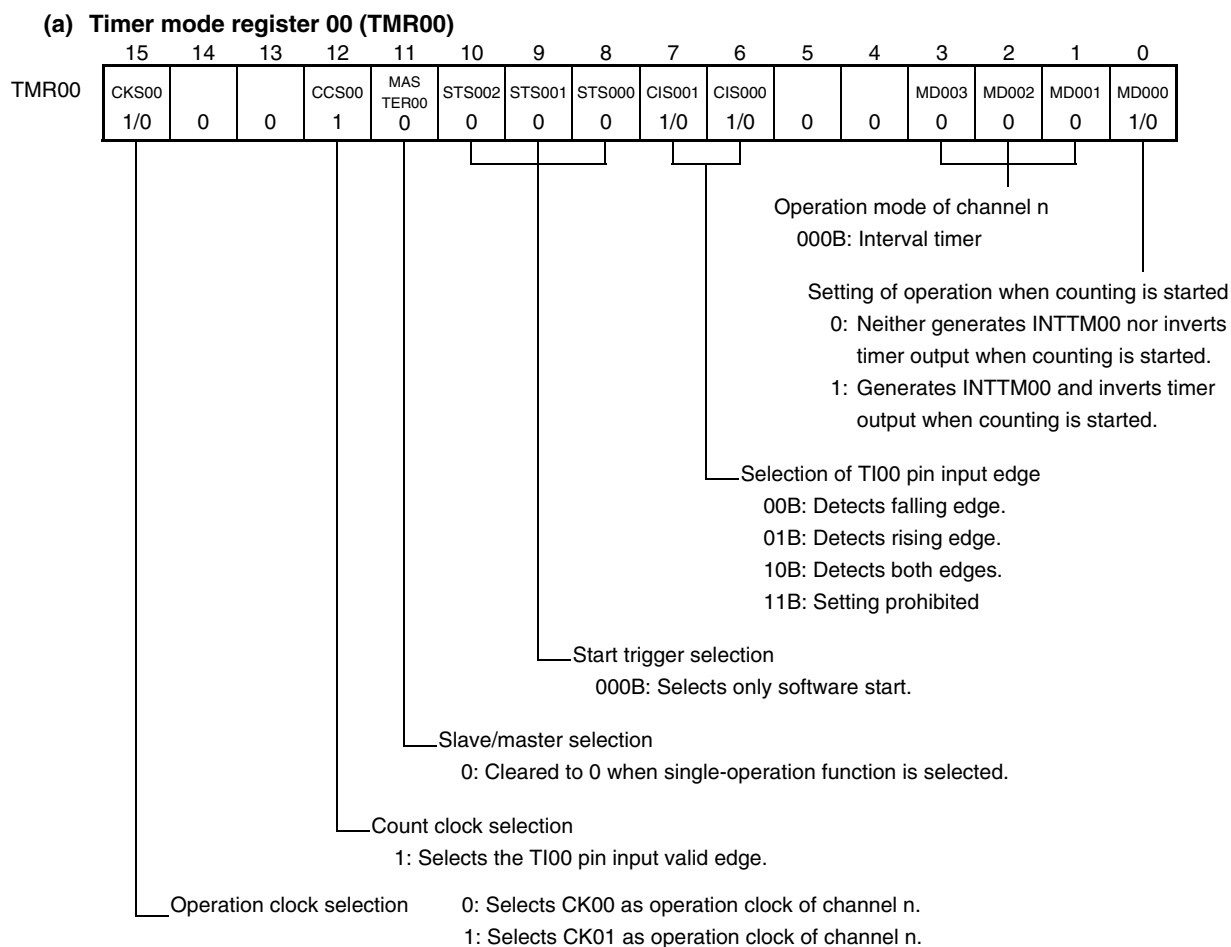 (a) Timer mode register 00 (TMR00)
15 14 13 12 11 10 9 8 7 6 5 4 3 2 1 0
TMR00 CKS00 CCS00 MAS TER00 STS002 STS001 STS000 CIS001 CIS000 MD003 MD002 MD001 MD000
1/0 0 0 1 0 0 0 0 1/0 1/0 0 0 0 0 0 1/0
Operation mode of channel n
000B: Interval timer
Setting of operation when counting is started
0: Neither generates INTTM00 nor inverts
timer output when counting is started.
1: Generates INTTM00 and inverts timer
output when counting is started.
Selection of TI00 pin input edge
00B: Detects falling edge.
01B: Detects rising edge.
10B: Detects both edges.
11B: Setting prohibited
Start trigger selection
000B: Selects only software start.
Slave/master selection
0: Cleared to 0 when single-operation function is selected.
Count clock selection
1: Selects the TI00 pin input valid edge.
Operation clock selection 0: Selects CK00 as operation clock of channel n.
1: Selects CK01 as operation clock of channel n.